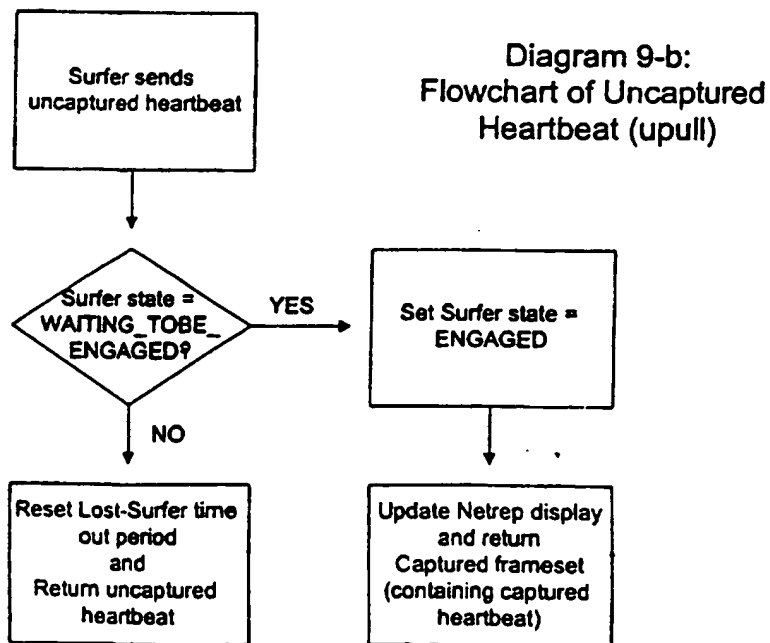 Diagram 9-b:
Flowchart of Uncaptured
Heartbeat (upull)
Surfer sends
uncaptured heartbeat
Surfer state =
WAITING_TOBE_
ENGAGED?
YES
Set Surfer state =
ENGAGED
NO
Reset Lost-Surfer time
out period
and
Return uncaptured
heartbeat
Update Netrep display
and return
Captured frameset
(containing captured
heartbeat)